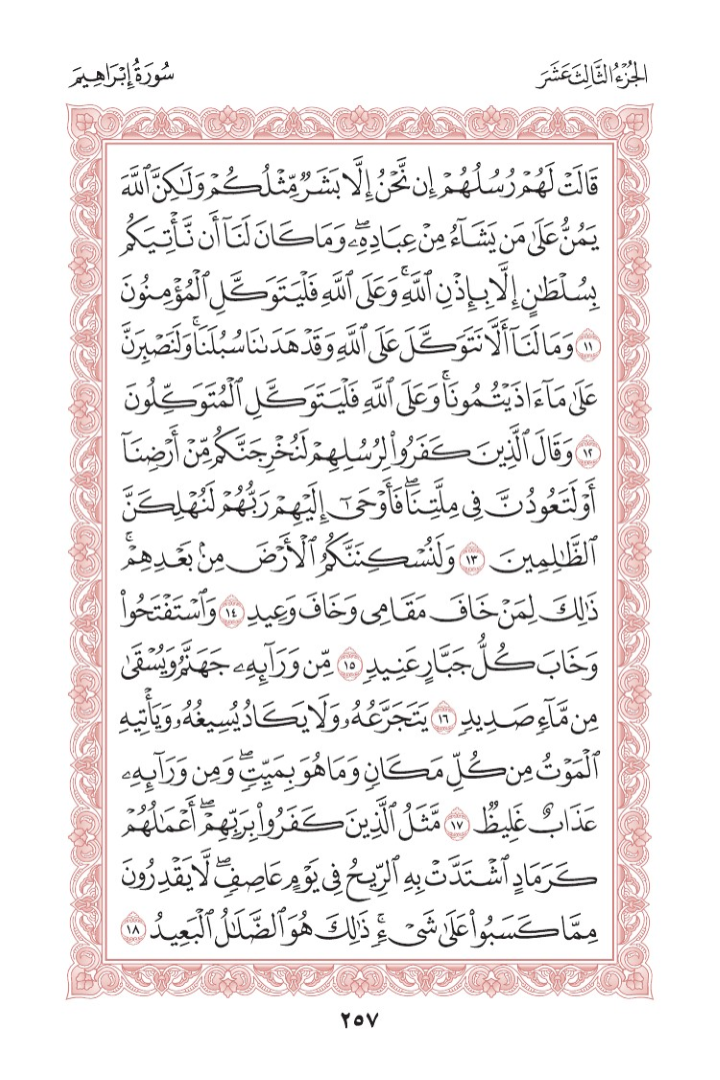 الجُزْءُ الثَّالِثَ عَشَرَ
سُورَةُ إِبْرَاهِيمَ
قَالَتْ لَهُمْ رُسُلُهُمْ إِن نَّحْنُ إِلَّا بَشَرٌ مِّثْلُكُمْ وَلَٰكِنَّ ٱللَّهَ
يَمُنُّ عَلَىٰ مَن يَشَآءُ مِنْ عِبَادِهِۦۖ وَمَا كَانَ لَنَآ أَن نَّأْتِيَكُم
بِسُلْطَٰنٍ إِلَّا بِإِذْنِ ٱللَّهِۚ وَعَلَى ٱللَّهِ فَلْيَتَوَكَّلِ ٱلْمُؤْمِنُونَ
١١ وَمَا لَنَآ أَلَّا نَتَوَكَّلَ عَلَى ٱللَّهِ وَقَدْ هَدَىٰنَا سُبُلَنَاۚ وَلَنَصْبِرَنَّ
عَلَىٰ مَآ ءَاذَيْتُمُونَاۚ وَعَلَى ٱللَّهِ فَلْيَتَوَكَّلِ ٱلْمُتَوَكِّلُونَ
١٢ وَقَالَ ٱلَّذِينَ كَفَرُوا۟ لِرُسُلِهِمْ لَنُخْرِجَنَّكُم مِّنْ أَرْضِنَآ
أَوْ لَتَعُودُنَّ فِى مِلَّتِنَاۖ فَأَوْحَىٰٓ إِلَيْهِمْ رَبُّهُمْ لَنُهْلِكَنَّ
ٱلظَّٰلِمِينَ ١٣ وَلَنُسْكِنَنَّكُمُ ٱلْأَرْضَ مِنۢ بَعْدِهِمْۚ
ذَٰلِكَ لِمَنْ خَافَ مَقَامِى وَخَافَ وَعِيدِ ١٤ وَٱسْتَفْتَحُوا۟
وَخَابَ كُلُّ جَبَّارٍ عَنِيدٍ ١٥ مِّن وَرَآئِهِۦ جَهَنَّمُ وَيُسْقَىٰ
مِن مَّآءٍ صَدِيدٍ ١٦ يَتَجَرَّعُهُۥ وَلَا يَكَادُ يُسِيغُهُۥ وَيَأْتِيهِ
ٱلْمَوْتُ مِن كُلِّ مَكَانٍ وَمَا هُوَ بِمَيِّتٍۖ وَمِن وَرَآئِهِۦ
عَذَابٌ غَلِيظٌ ١٧ مَّثَلُ ٱلَّذِينَ كَفَرُوا۟ بِرَبِّهِمْۖ أَعْمَٰلُهُمْ
كَرَمَادٍ ٱشْتَدَّتْ بِهِ ٱلرِّيحُ فِى يَوْمٍ عَاصِفٍۖ لَّا يَقْدِرُونَ
مِمَّا كَسَبُوا۟ عَلَىٰ شَىْءٍۚ ذَٰلِكَ هُوَ ٱلضَّلَٰلُ ٱلْبَعِيدُ ١٨
٢٥٧